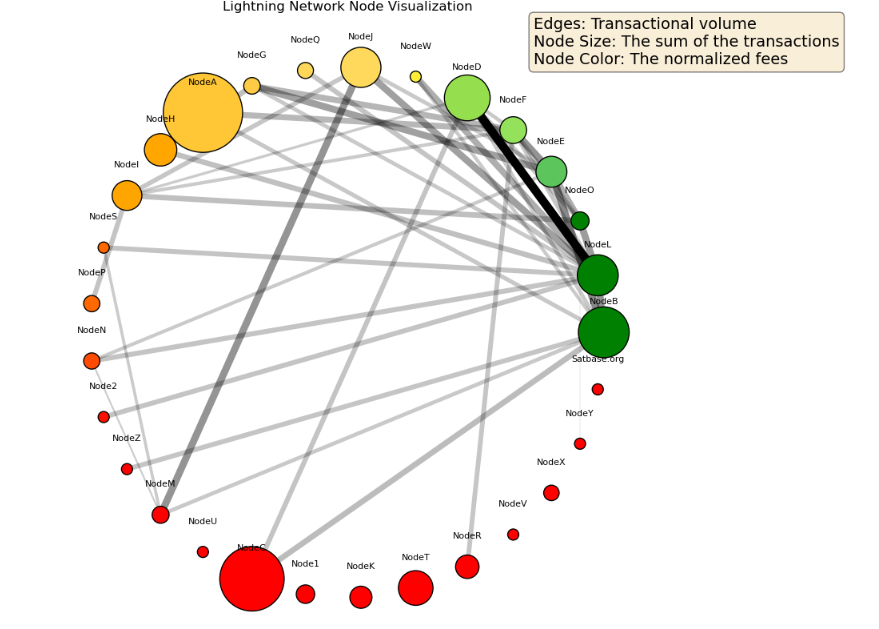 Lightning Network Node Visualization
Edges: Transactional volume
Node Size: The sum of the transactions
Node Color: The normalized fees
NodeJ
NodeQ
NodeW
NodeG
NodeD
NodeA
NodeF
NodeH
NodeE
NodeI
NodeO
NodeS
NodeL
NodeP
NodeB
NodeN
Satbase.org
Node2
NodeY
NodeZ
NodeX
NodeM
NodeV
NodeU
NodeR
NodeC
NodeT
Node1
NodeK